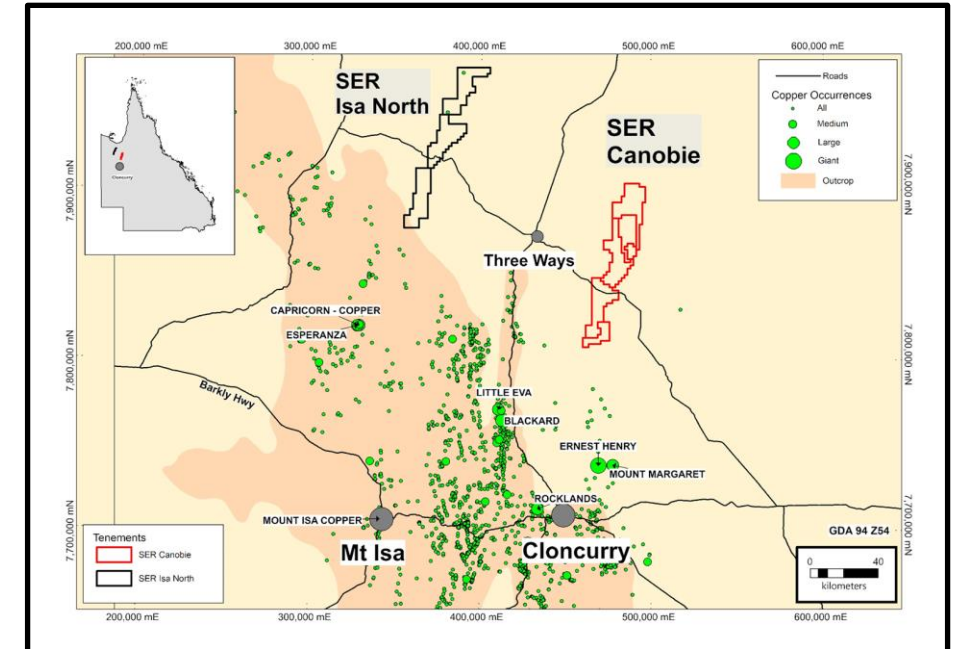 200,000 mE
300,000 mE
400,000 mE
500,000 mE
600,000 mE
Cloncurry
SER
Isa North
SER
Canobie
Roads
Copper Occurrences
All
Medium
Large
Giant
Outcrop
7,900,000 mN
7,900,000 mN
Three Ways
CAPRICORN - COPPER
ESPERANZA
7,800,000 mN
7,800,000 mN
Barkly Hwy
LITTLE EVA
BLACKARD
ERNEST HENRY
MOUNT MARGARET
ROCKLANDS
MOUNT ISA COPPER
7,700,000 mN
7,700,000 mN
Mt Isa
Cloncurry
GDA 94 Z54
Tenements
SER Canobie
SER Isa North
0 40
kilometers
200,000 mE
300,000 mE
400,000 mE
500,000 mE
600,000 mE